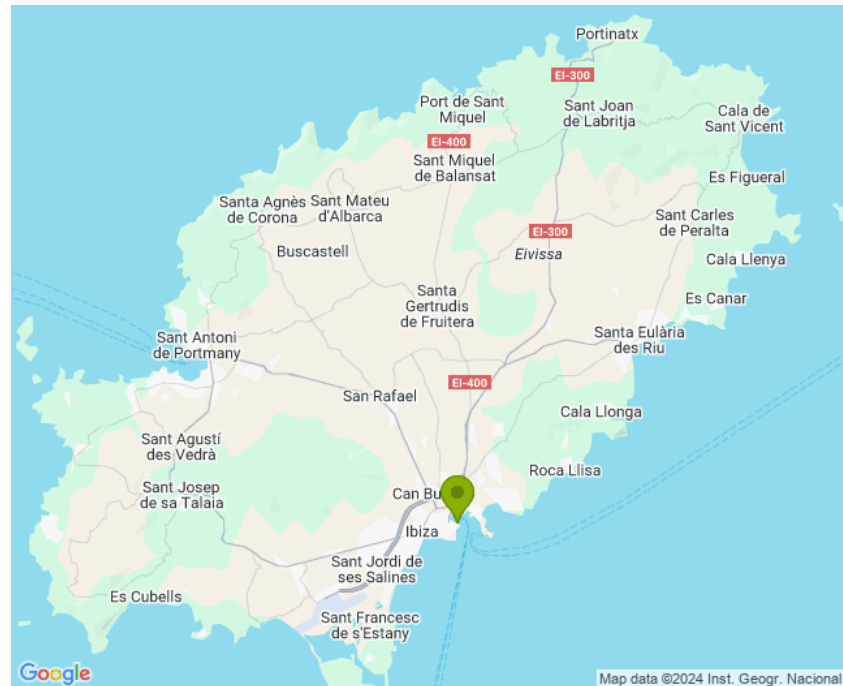 Portinatx
EI-300
Port de Sant
Miquel
Sant Joan
de Labritja
Cala de
Sant Vicent
EI-400
Sant Miquel
de Balansat
Es Figueral
Santa Agnès
de Corona
Sant Mateu
d'Albarca
Sant Carles
de Peralta
EI-300
Buscastell
Eivissa
Cala Llenya
Santa
Gertrudis
de Fruitera
Es Canar
Sant Antoni
de Portmany
Santa Eulària
des Riu
EI-400
San Rafael
Cala Llonga
Sant Agustí
des Vedrà
Roca Llisa
Sant Josep
de sa Talaia
Can Bu
Ibiza
Sant Jordi de
ses Salines
Es Cubells
Sant Francesc
de s'Estany
Google
Map data ©2024 Inst. Geogr. Nacional